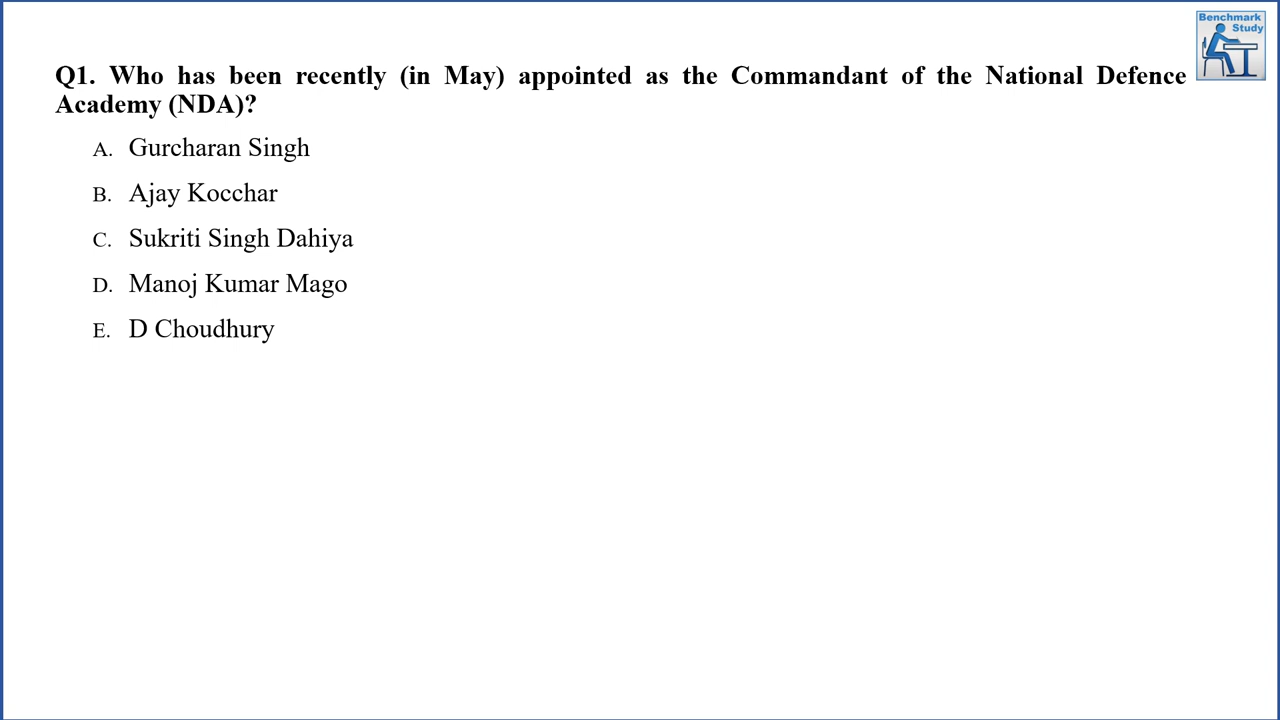 Benchmark
Study
Q1. Who has been recently (in May) appointed as the Commandant of the National Defence
Academy (NDA)?
A. Gurcharan Singh
B. Ajay Kocchar
C. Sukriti Singh Dahiya
D. Manoj Kumar Mago
E. D Choudhury